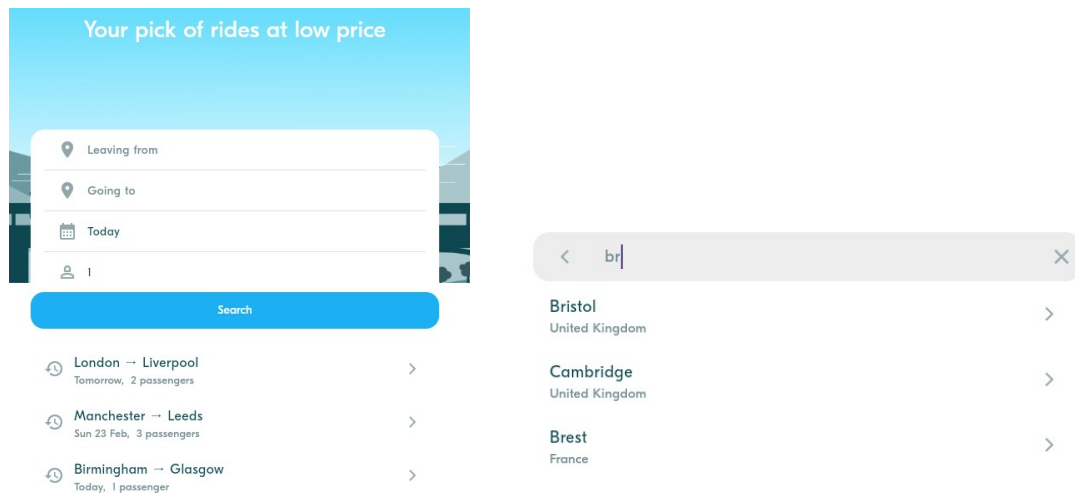 Your pick of rides at low price
Leaving from
Going to
Today
1
Search
London → Liverpool
Tomorrow, 2 passengers
Manchester → Leeds
Sun 23 Feb, 3 passengers
Birmingham → Glasgow
Today, 1 passenger
br
Bristol
United Kingdom
Cambridge
United Kingdom
Brest
France